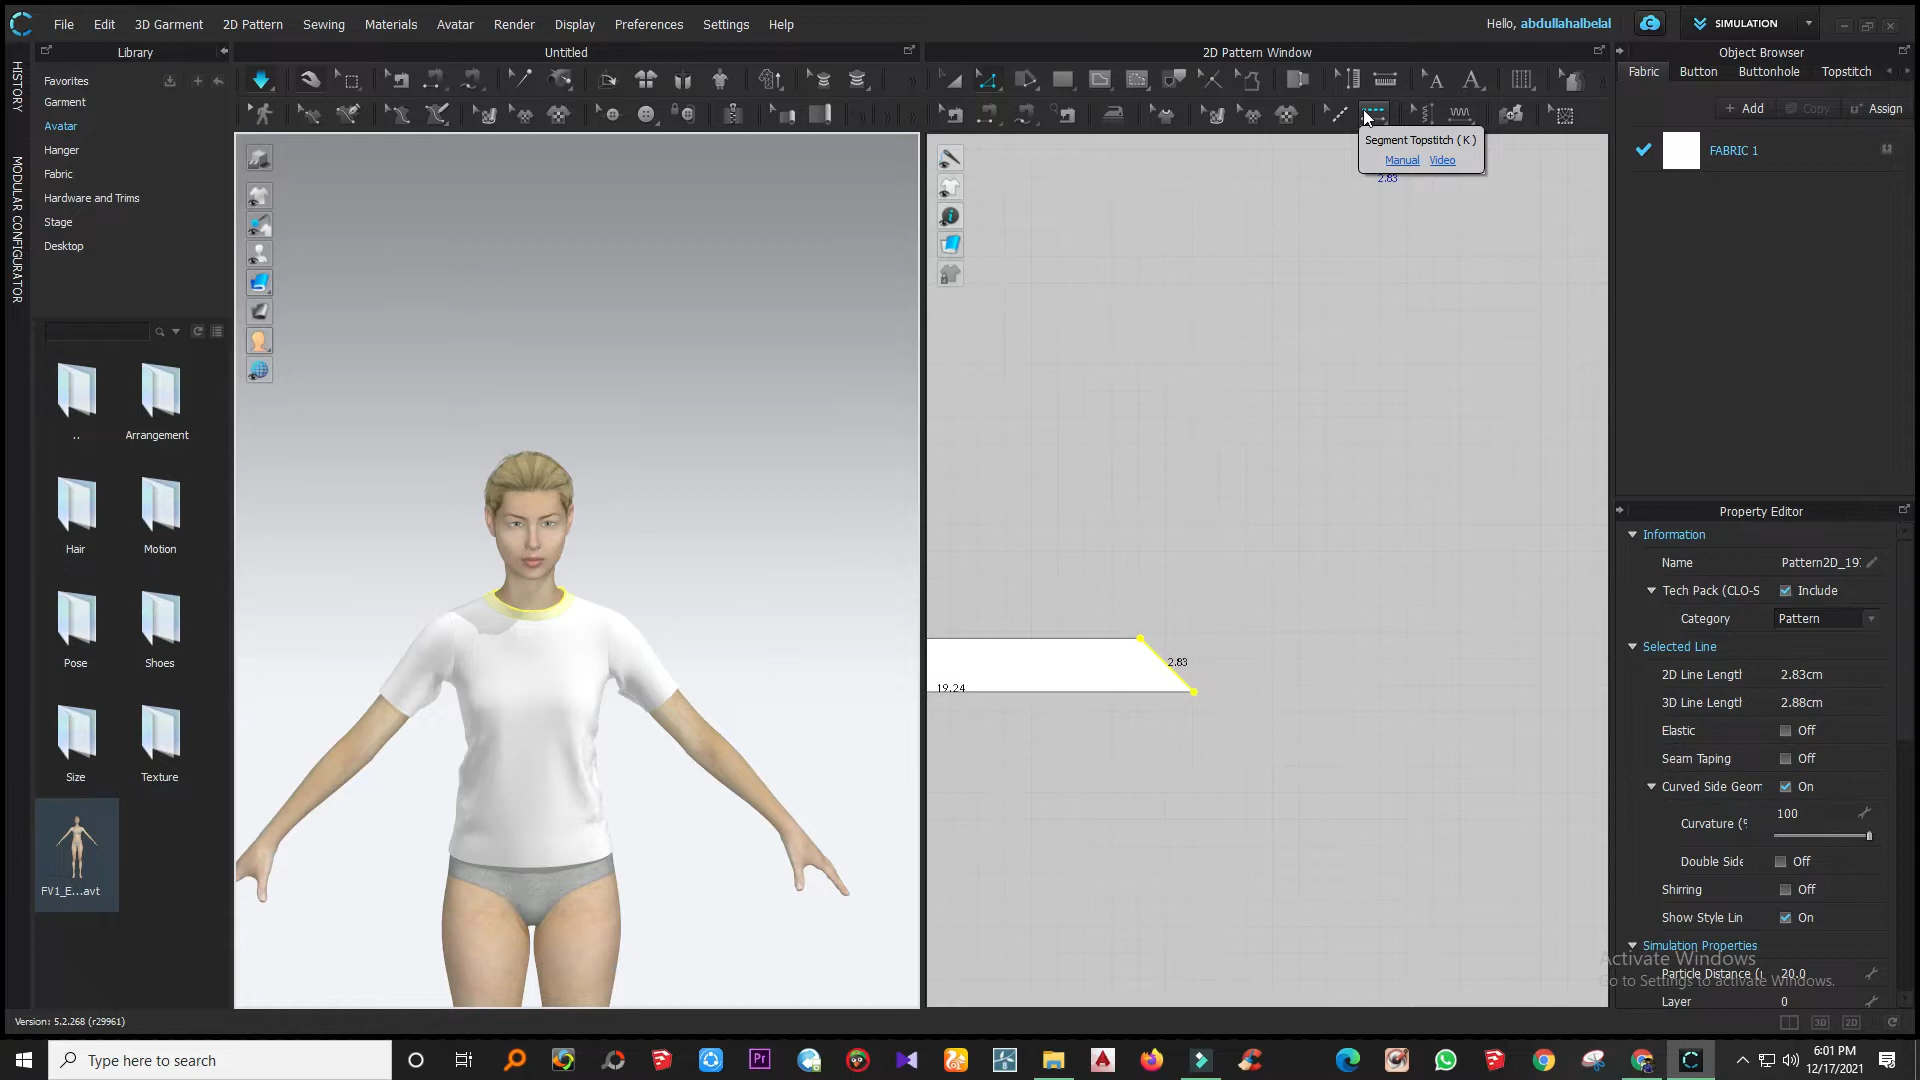 File Edit 3D Garment 2D Pattern Sewing Materials Avatar Render Display Preferences Settings Help
Hello, abdullahalbelal
SIMULATION
HISTORY
MODULAR CONFIGURATOR
Library
Favorites
Garment
Avatar
Hanger
Fabric
Hardware and Trims
Stage
Desktop
..
Arrangement
Hair
Motion
Pose
Shoes
Size
Texture
FV1_E...avt
Version: 5.2.268 (r29961)
Untitled
2D Pattern Window
Segment Topstitch ( K )
Manual Video
2.83
2.83
19.24
Object Browser
Fabric Button Buttonhole Topstitch
+ Add Copy Assign
FABRIC 1
Property Editor
Information
Name Pattern2D_19
Tech Pack (CLO-S Include
Category Pattern
Selected Line
2D Line Length 2.83cm
3D Line Length 2.88cm
Elastic Off
Seam Taping Off
Curved Side Geom On
Curvature (% 100
Double Side Off
Shirring Off
Show Style Lin On
Simulation Properties
Particle Distance ( 20.0
Layer 0
Activate Windows
Go to Settings to activate Windows.
3D 2D
Type here to search
Pr
6:01 PM
12/17/2021